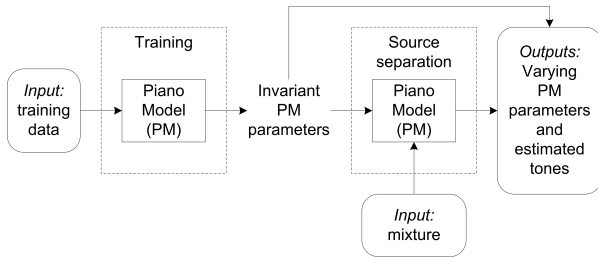 Training
Source
separation
Input:
training
data
Piano
Model
(PM)
Invariant
PM
parameters
Piano
Model
(PM)
Outputs:
Varying
PM
parameters
and
estimated
tones
Input:
mixture